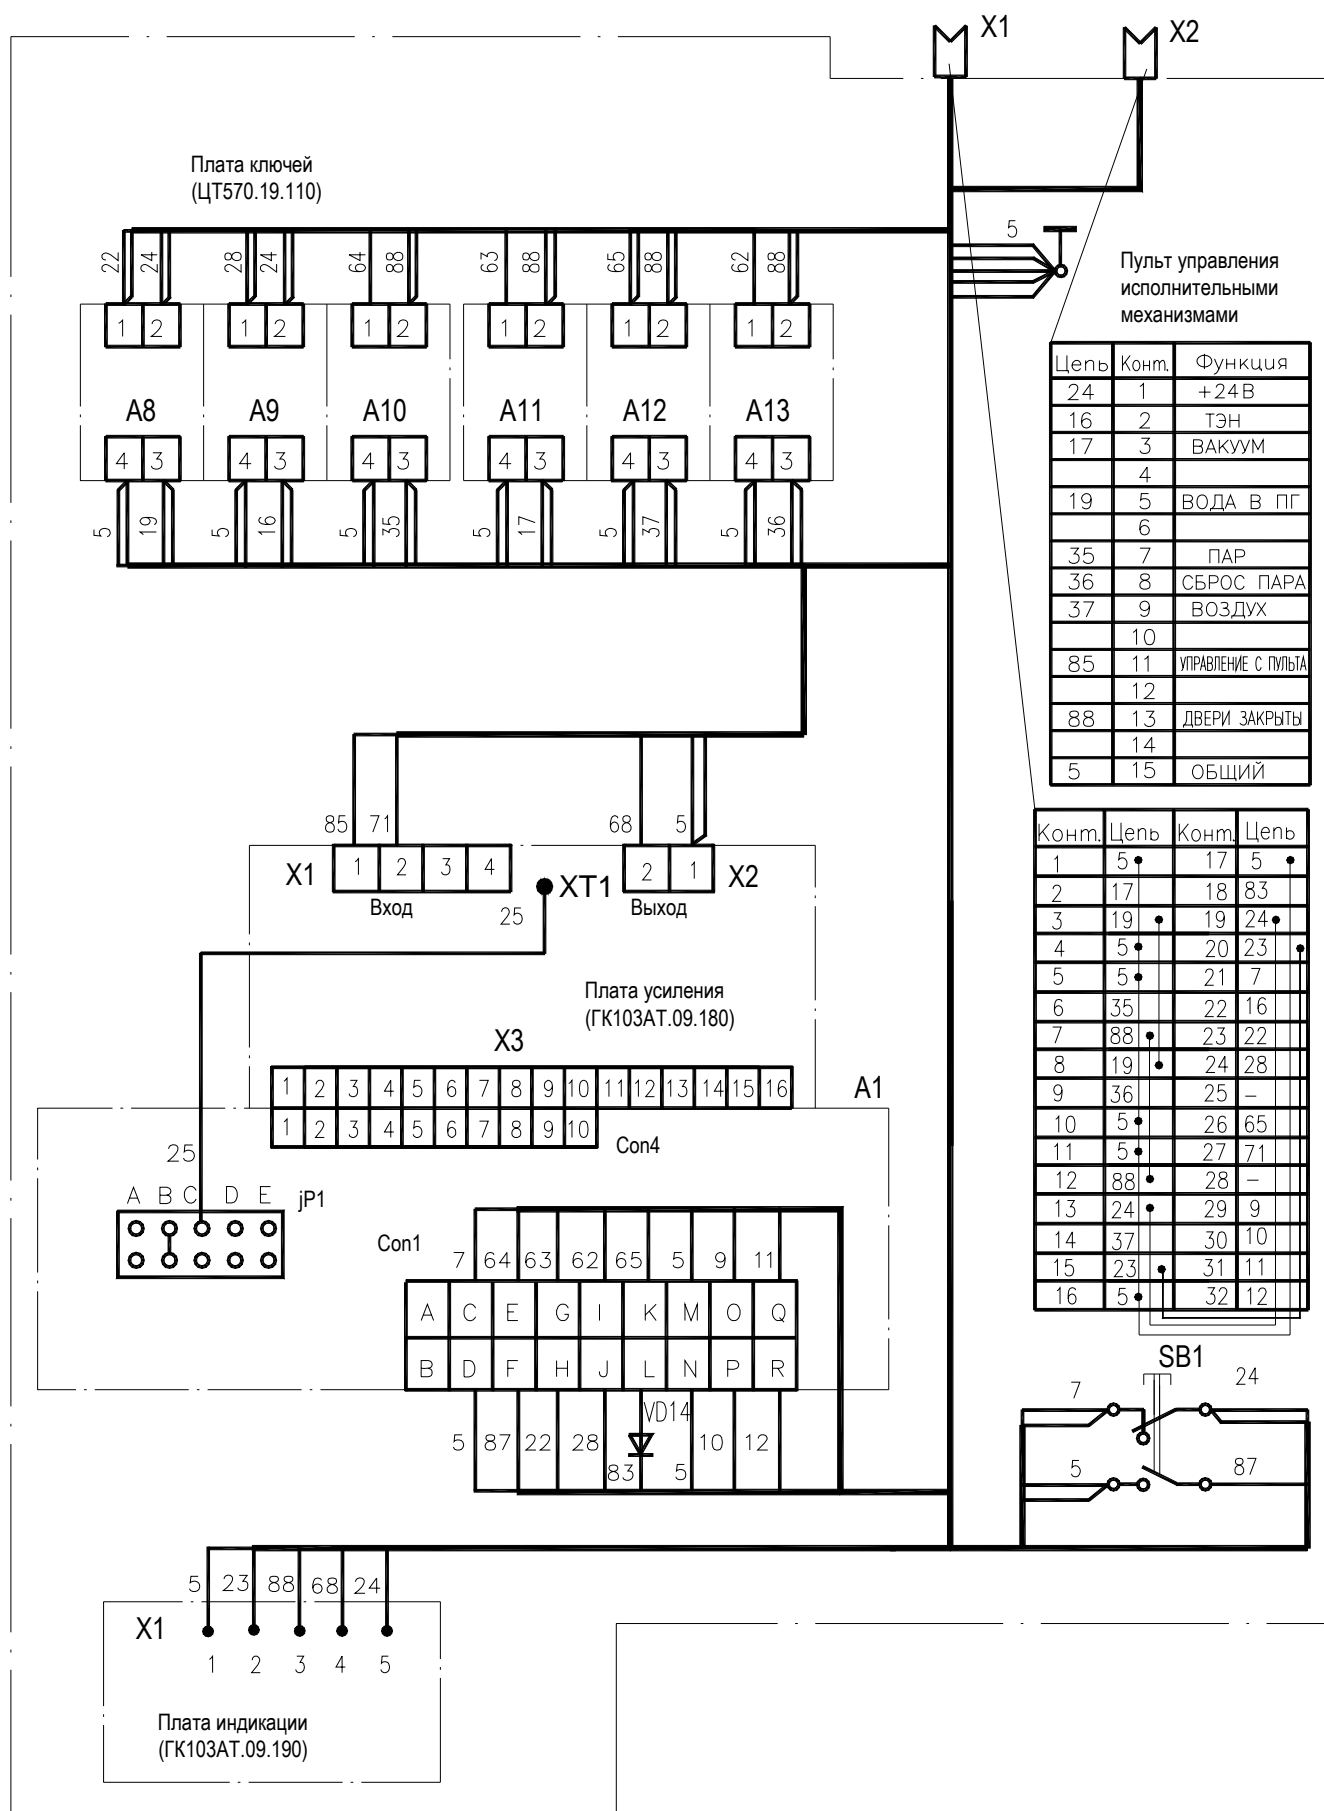 X1 X2
Плата ключей
(ЦТ570.19.110)
5
22 24 28 24 64 88 63 88 65 88 62 88
1 2 1 2 1 2 1 2 1 2 1 2
A8 A9 A10 A11 A12 A13
4 3 4 3 4 3 4 3 4 3 4 3
5 19 5 16 5 35 5 17 5 37 5 36
Пульт управления
исполнительными
механизмами
Цепь Конт. Функция
24 1 +24В
16 2 ТЭН
17 3 ВАКУУМ
4
19 5 ВОДА В ПГ
6
35 7 ПАР
36 8 СБРОС ПАРА
37 9 ВОЗДУХ
10
85 11 УПРАВЛЕНИЕ С ПУЛЬТА
12
88 13 ДВЕРИ ЗАКРЫТЫ
14
5 15 ОБЩИЙ
85 71 68 5
X1 1 2 3 4 XT1 2 1 X2
Вход 25 Выход
Плата усиления
(ГК103АТ.09.180)
X3
1 2 3 4 5 6 7 8 9 10 11 12 13 14 15 16
A1
1 2 3 4 5 6 7 8 9 10
Con4
25
A B C D E jP1
Con1
7 64 63 62 65 5 9 11
A C E G I K M O Q
B D F H J L N P R
VD14
5 87 22 28 83 5 10 12
Конт. Цепь Конт. Цепь
1 5 17 5
2 17 18 83
3 19 19 24
4 5 20 23
5 5 21 7
6 35 22 16
7 88 23 22
8 19 24 28
9 36 25 –
10 5 26 65
11 5 27 71
12 88 28 –
13 24 29 9
14 37 30 10
15 23 31 11
16 5 32 12
SB1
7 24
5 87
5 23 88 68 24
X1
1 2 3 4 5
Плата индикации
(ГК103АТ.09.190)